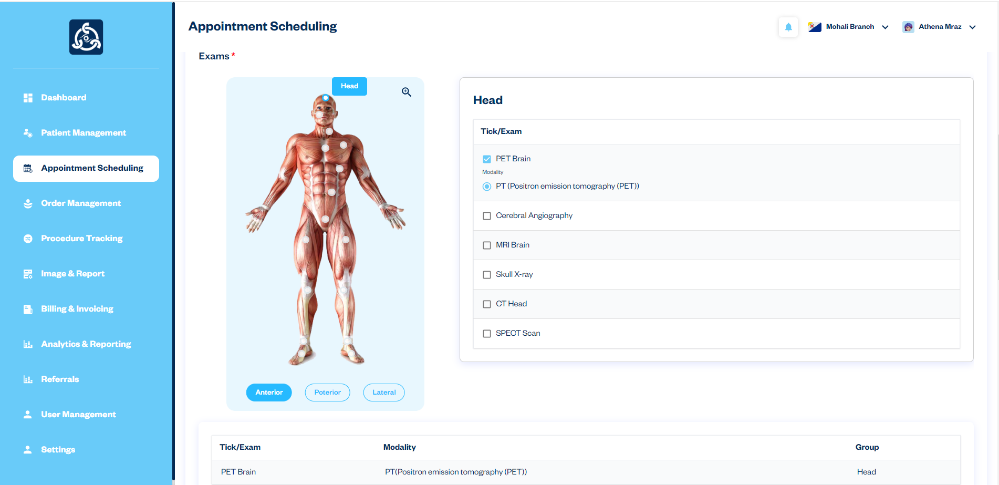 Appointment Scheduling
Mohali Branch
Athena Mraz
Dashboard
Patient Management
Appointment Scheduling
Order Management
Procedure Tracking
Image & Report
Billing & Invoicing
Analytics & Reporting
Referrals
User Management
Settings
Exams *
Head
Anterior
Poterior
Lateral
Head
Tick/Exam
PET Brain
Modality
PT (Positron emission tomography (PET))
Cerebral Angiography
MRI Brain
Skull X-ray
CT Head
SPECT Scan
Tick/Exam Modality Group
PET Brain PT(Positron emission tomography (PET)) Head